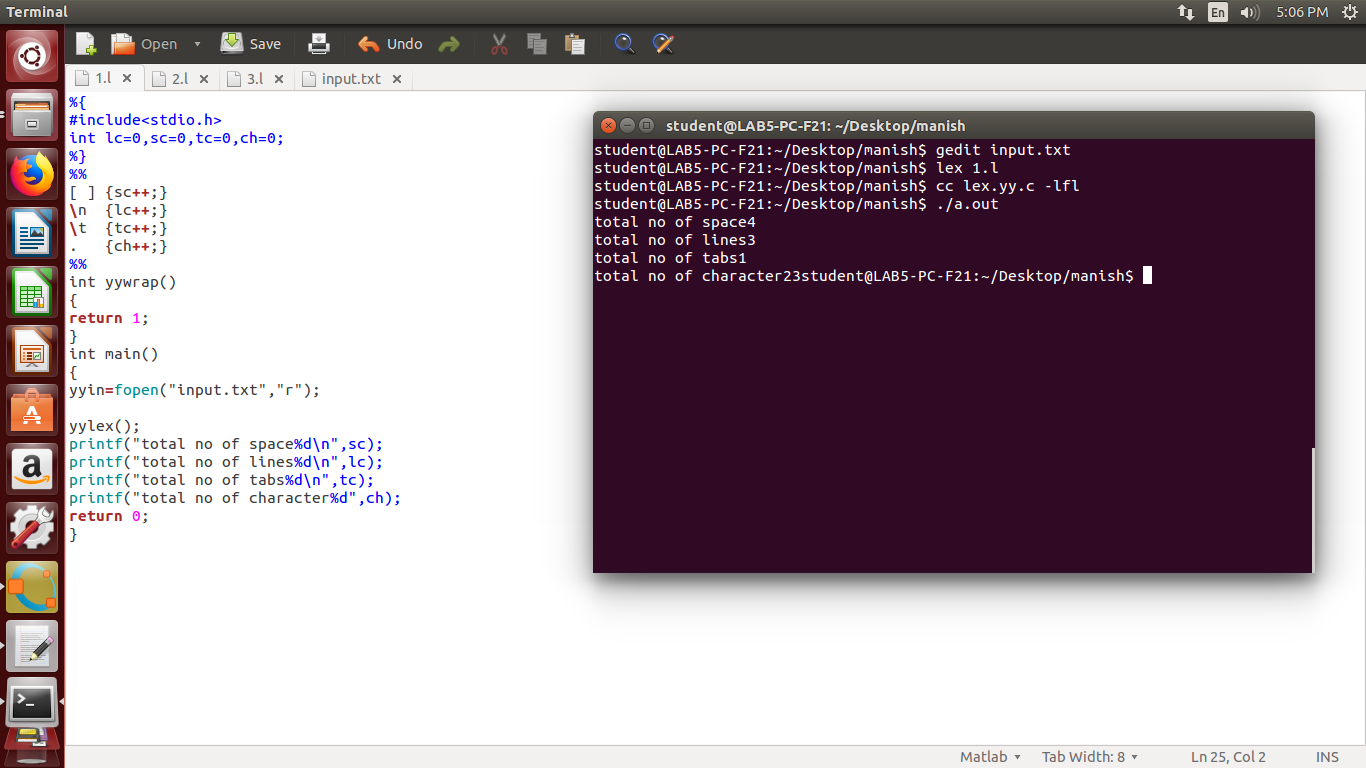 Terminal
En
5:06 PM
Open
Save
Undo
1.l
2.l
3.l
input.txt
%{
#include<stdio.h>
int lc=0,sc=0,tc=0,ch=0;
%}
%%
[ ] {sc++;}
\n  {lc++;}
\t  {tc++;}
.   {ch++;}
%%
int yywrap()
{
return 1;
}
int main()
{
yyin=fopen("input.txt","r");
yylex();
printf("total no of space%d\n",sc);
printf("total no of lines%d\n",lc);
printf("total no of tabs%d\n",tc);
printf("total no of character%d",ch);
return 0;
}
student@LAB5-PC-F21: ~/Desktop/manish
student@LAB5-PC-F21:~/Desktop/manish$ gedit input.txt
student@LAB5-PC-F21:~/Desktop/manish$ lex 1.l
student@LAB5-PC-F21:~/Desktop/manish$ cc lex.yy.c -lfl
student@LAB5-PC-F21:~/Desktop/manish$ ./a.out
total no of space4
total no of lines3
total no of tabs1
total no of character23student@LAB5-PC-F21:~/Desktop/manish$
Matlab
Tab Width: 8
Ln 25, Col 2
INS